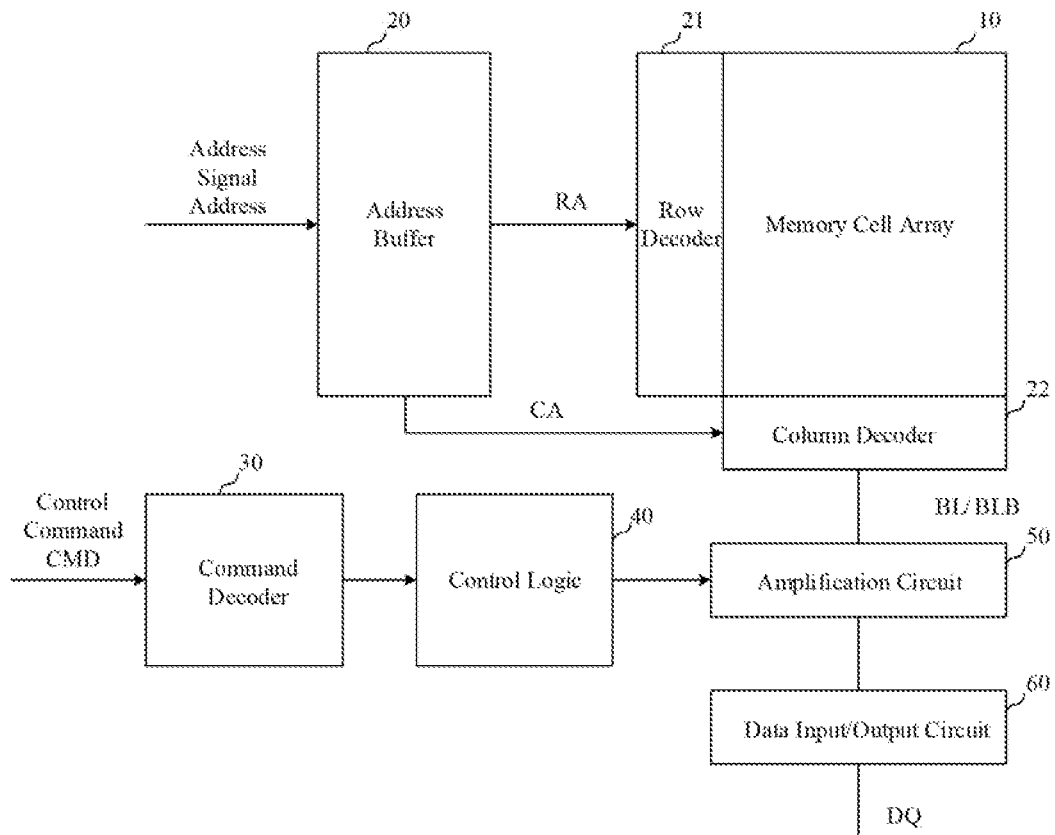 20
21
10
Address
Signal
Address
Address
Buffer
RA
Row
Decoder
Memory Cell Array
CA
22
Column Decoder
30
Control
Command
CMD
Command
Decoder
40
Control Logic
BL/BLB
50
Amplification Circuit
60
Data Input/Output Circuit
DQ